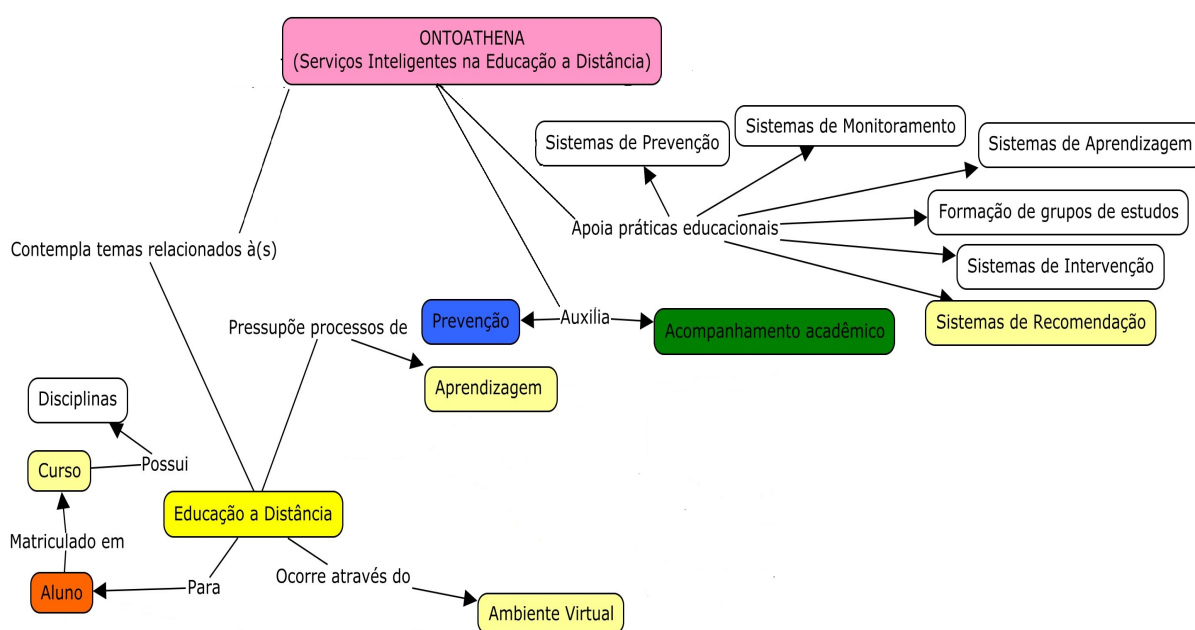 ONTOATHENA
(Serviços Inteligentes na Educação a Distância)
Sistemas de Prevenção
Sistemas de Monitoramento
Sistemas de Aprendizagem
Apoia práticas educacionais
Formação de grupos de estudos
Sistemas de Intervenção
Sistemas de Recomendação
Contempla temas relacionados à(s)
Pressupõe processos de
Prevenção
Auxilia
Acompanhamento acadêmico
Aprendizagem
Disciplinas
Possui
Curso
Educação a Distância
Matriculado em
Aluno
Para
Ocorre através do
Ambiente Virtual